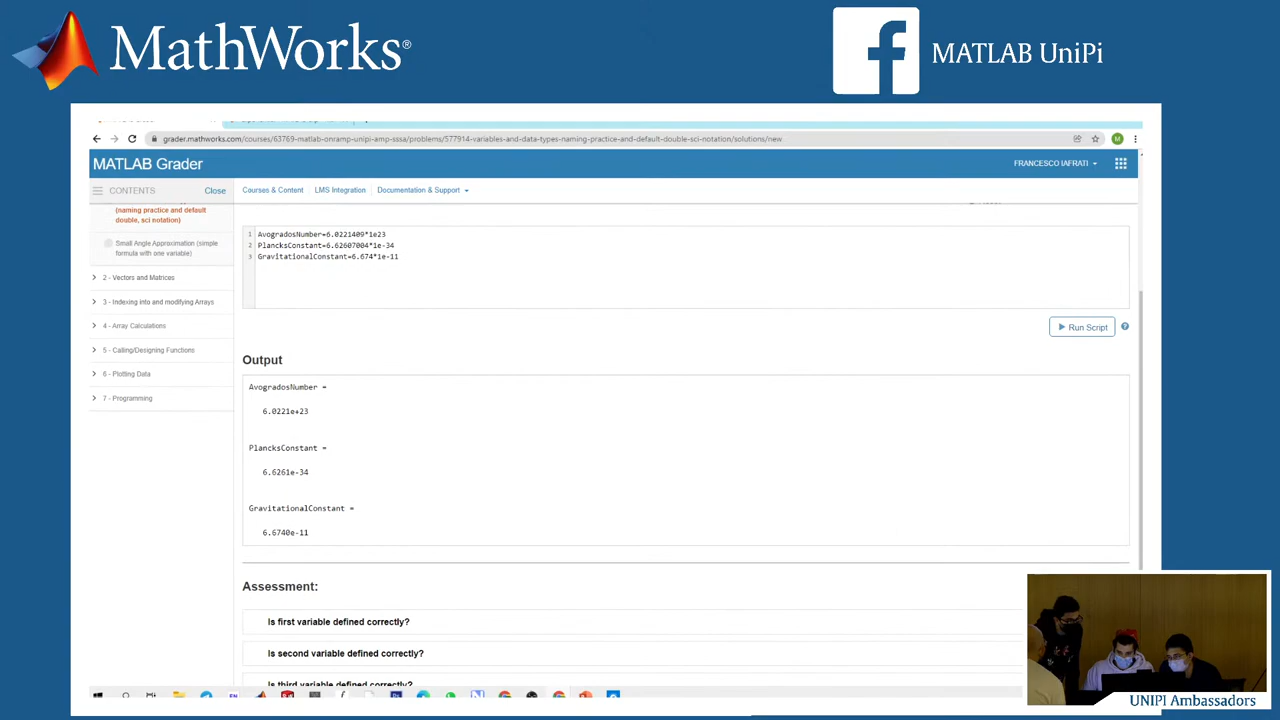 MathWorks®
MATLAB UniPi
grader.mathworks.com/courses/63769-matlab-onramp-unipi-amp-sssa/problems/577914-variables-and-data-types-naming-practice-and-default-double-sci-notation/solutions/new
M
MATLAB Grader
FRANCESCO IAFRATI
CONTENTS
Close
Courses & Content
LMS Integration
Documentation & Support
(naming practice and default
double, sci notation)
Small Angle Approximation (simple
formula with one variable)
2 - Vectors and Matrices
3 - Indexing into and modifying Arrays
4 - Array Calculations
5 - Calling/Designing Functions
6 - Plotting Data
7 - Programming
1 AvogradosNumber=6.0221409*1e23
2 PlancksConstant=6.62607004*1e-34
3 GravitationalConstant=6.674*1e-11
Run Script
Output
AvogradosNumber =
6.0221e+23
PlancksConstant =
6.6261e-34
GravitationalConstant =
6.6740e-11
Assessment:
Is first variable defined correctly?
Is second variable defined correctly?
Is third variable defined correctly?
EN
UNIPI Ambassadors